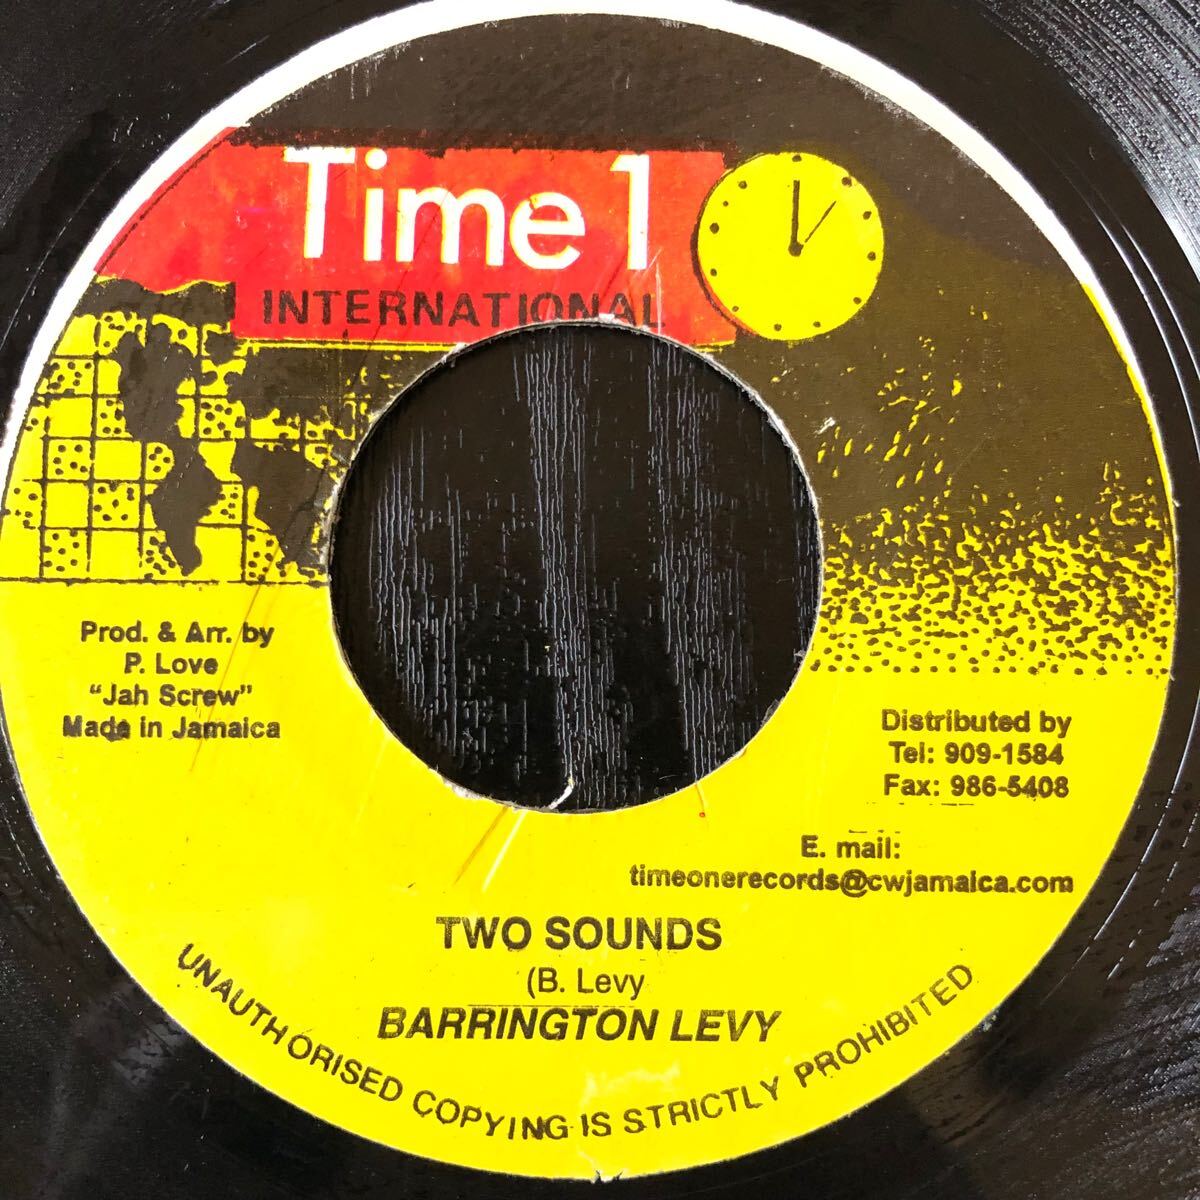 Time 1
INTERNATIONAL
Prod. & Arr. by
P. Love
"Jah Screw"
Made in Jamaica
Distributed by
Tel: 909-1584
Fax: 986-5408
E. mail:
timeonerecords@cwjamaica.com
TWO SOUNDS
(B. Levy
BARRINGTON LEVY
UNAUTHORISED COPYING IS STRICTLY PROHIBITED